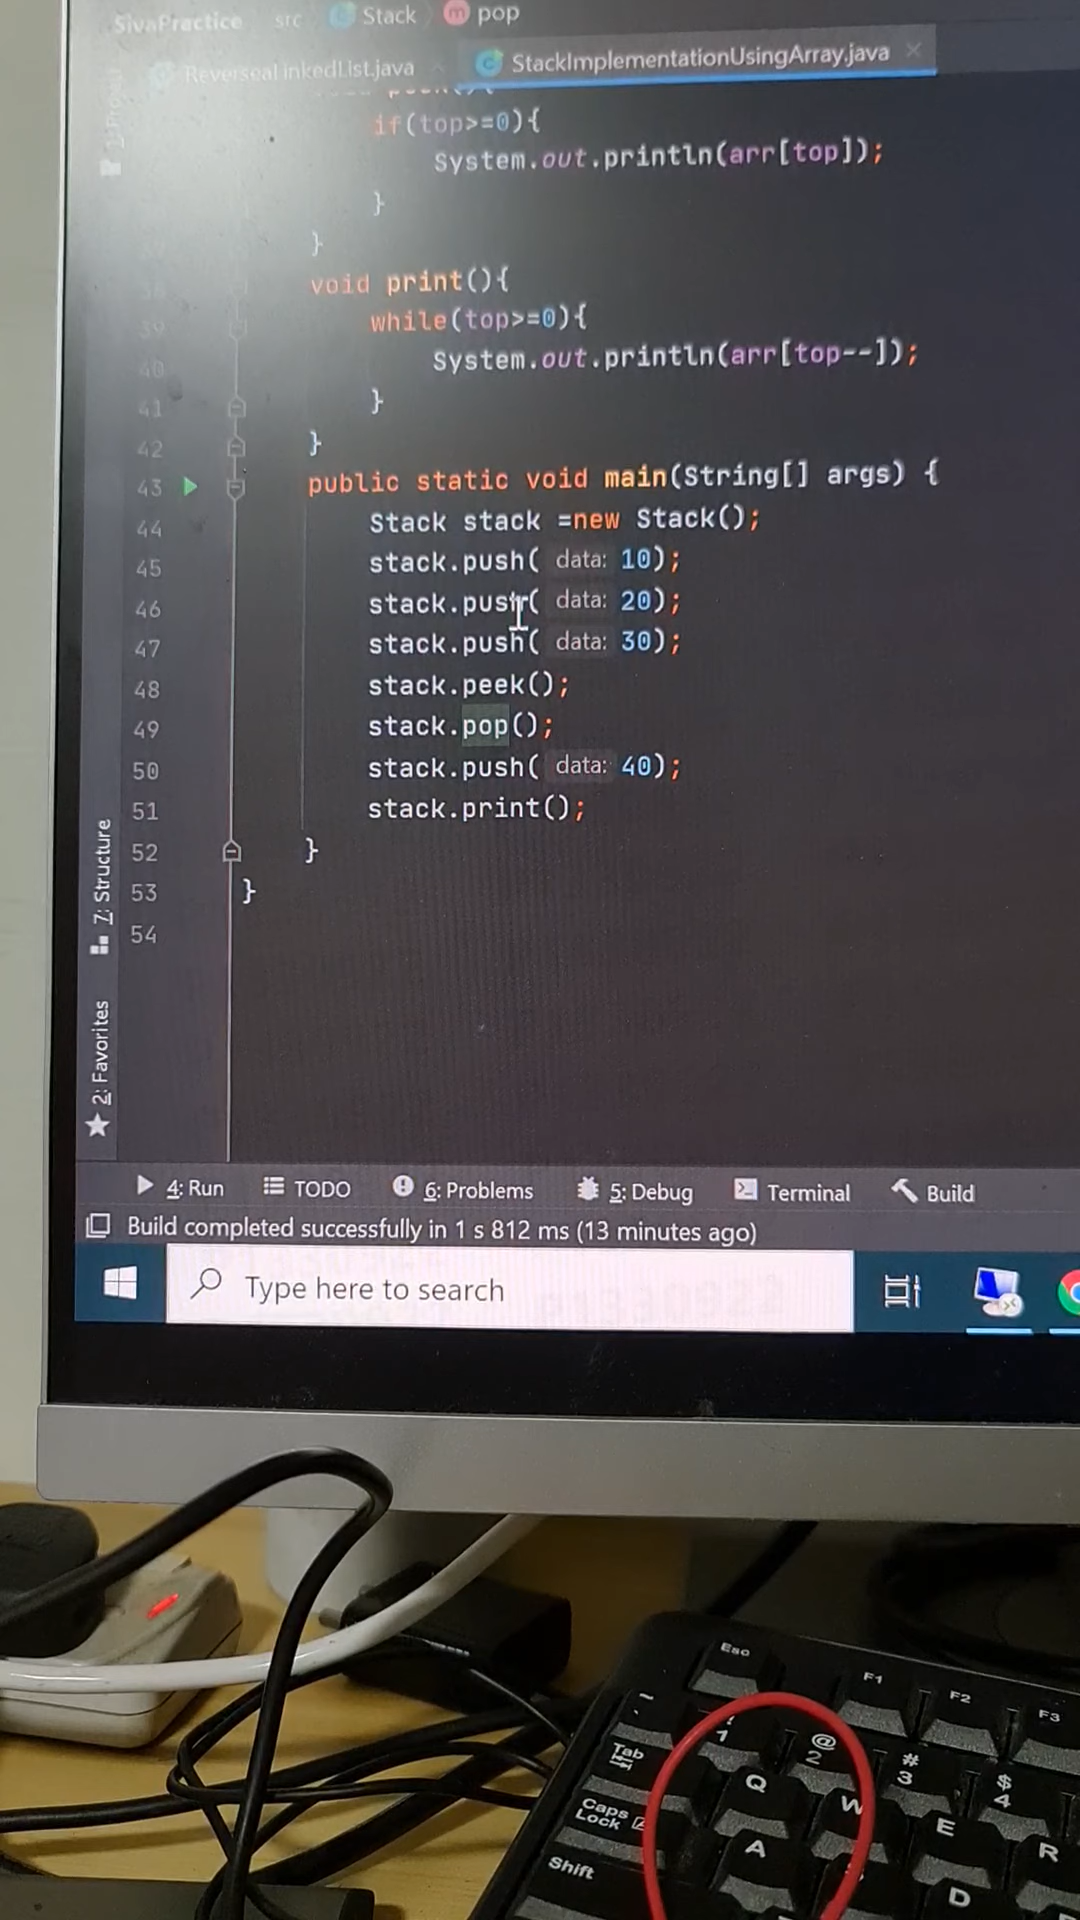 SivaPractice src Stack pop
ReverseaLinkedList.java StackImplementationUsingArray.java
if(top>=0){
System.out.println(arr[top]);
}
}
void print(){
39 while(top>=0){
40 System.out.println(arr[top--]);
41 }
42 }
43 public static void main(String[] args) {
44 Stack stack =new Stack();
45 stack.push( data: 10);
46 stack.push( data: 20);
47 stack.push( data: 30);
48 stack.peek();
49 stack.pop();
50 stack.push( data: 40);
51 stack.print();
52 }
53 }
54
7: Structure
2: Favorites
4: Run TODO 6: Problems 5: Debug Terminal Build
Build completed successfully in 1 s 812 ms (13 minutes ago)
Type here to search
Esc F1 F2 F3
~ ! 1 @ 2 # 3 $ 4
Tab Q W E R
Caps Lock A D
Shift